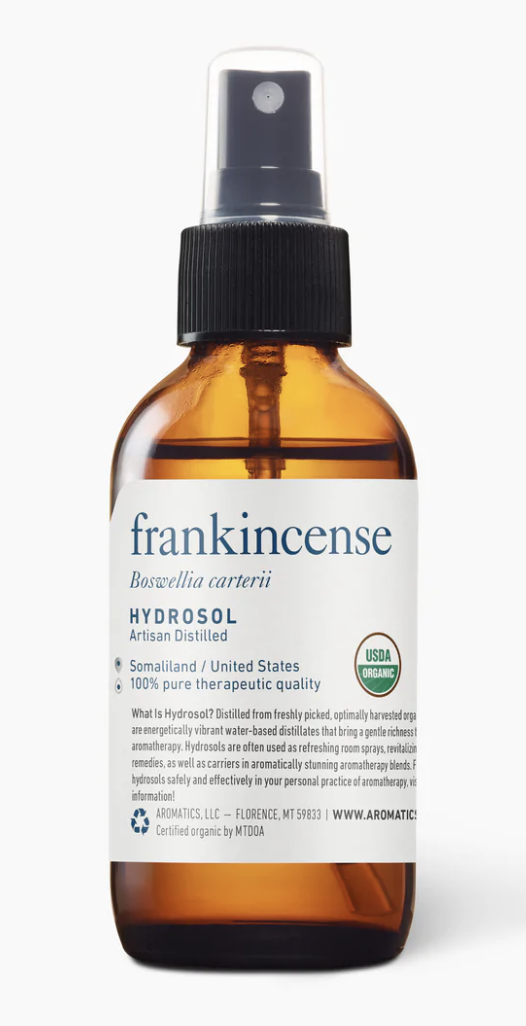 frankincense
Boswellia carterii
HYDROSOL
Artisan Distilled
Somaliland / United States
100% pure therapeutic quality
USDA
ORGANIC
What Is Hydrosol? Distilled from freshly picked, optimally harvested orga
are energetically vibrant water-based distillates that bring a gentle richness t
aromatherapy. Hydrosols are often used as refreshing room sprays, revitalizin
remedies, as well as carriers in aromatically stunning aromatherapy blends. F
hydrosols safely and effectively in your personal practice of aromatherapy, vis
information!
AROMATICS, LLC — FLORENCE, MT 59833 | WWW.AROMATICS
Certified organic by MTDOA